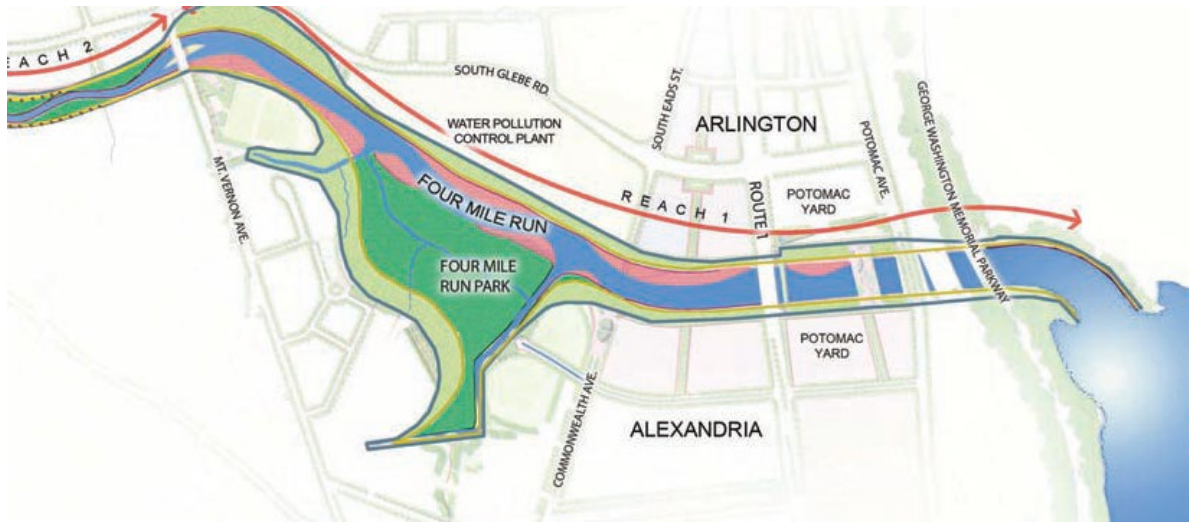 EACH 2
SOUTH GLEBE RD.
SOUTH EADS ST.
ARLINGTON
POTOMAC AVE.
GEORGE WASHINGTON MEMORIAL PARKWAY
WATER POLLUTION
CONTROL PLANT
MT. VERNON AVE.
FOUR MILE RUN
REACH 1
ROUTE 1
POTOMAC
YARD
FOUR MILE
RUN PARK
POTOMAC
YARD
COMMONWEALTH AVE.
ALEXANDRIA